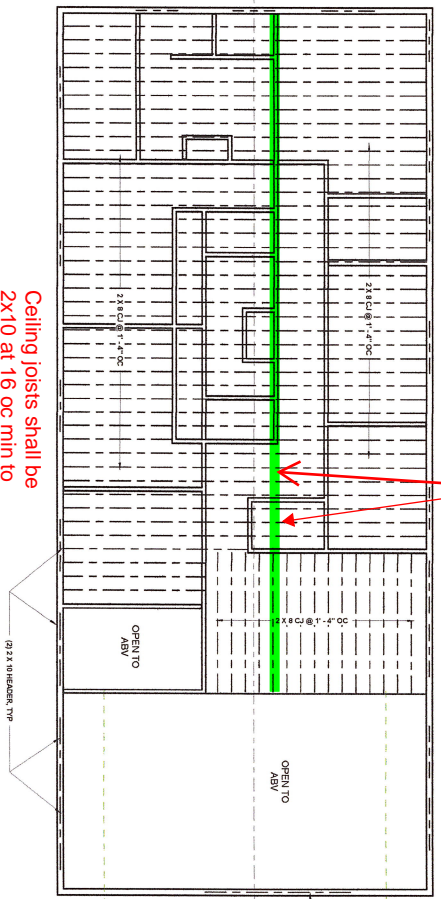 2 X 8 CJ @ 1' - 4" OC
2 X 8 CJ @ 1' - 4" OC
2 X 8 CJ @ 1' - 4" OC
OPEN TO
ABV
OPEN TO
ABV
Ceiling joists shall be
2x10 at 16 oc min to
(2) 2 X 10 HEADER, TYP